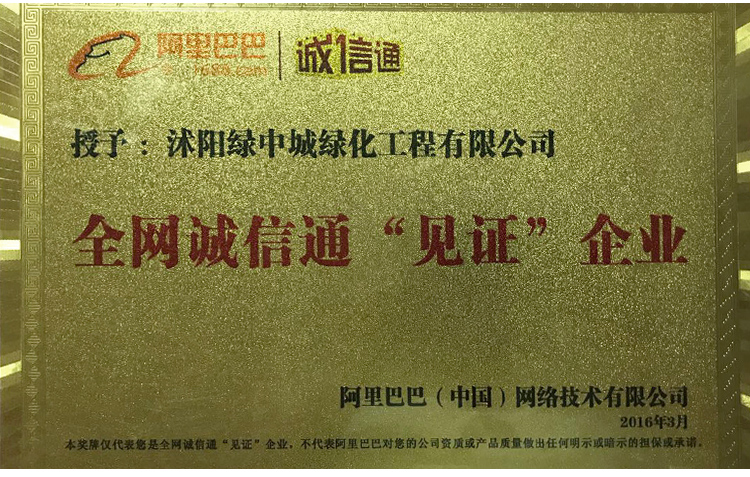 阿里巴巴 诚信通
1688.com
授予：沭阳绿中城绿化工程有限公司
全网诚信通“见证”企业
阿里巴巴（中国）网络技术有限公司
2016年3月
本奖牌仅代表您是全网诚信通“见证”企业，不代表阿里巴巴对您的公司资质或产品质量做出任何明示或暗示的担保或承诺。